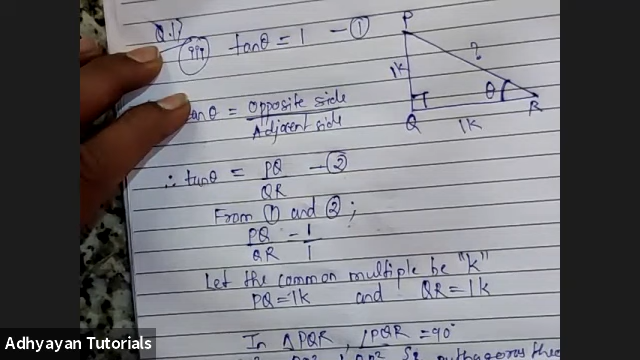 Q.1)
999 tanθ = 1 — ①
P
1k ?
θ
Q 1k R
tanθ = Opposite side
Adjacent side
∴ tanθ = PQ — ②
QR
From ① and ② ;
PQ = 1
QR 1
Let the common multiple be "k"
PQ = 1k and QR = 1k
In △PQR, ∠PQR = 90°
Adhyayan Tutorials